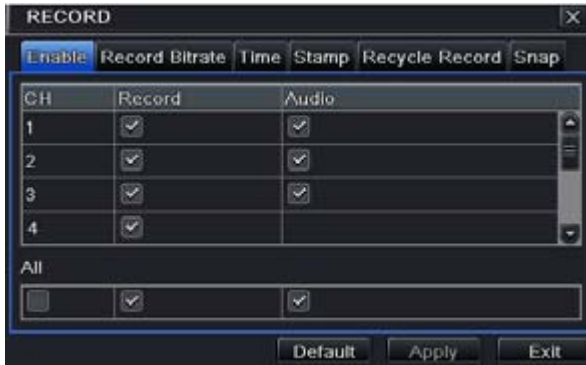 RECORD
Enable Record Bitrate Time Stamp Recycle Record Snap
CH Record Audio
1
2
3
4
All
Default Apply Exit